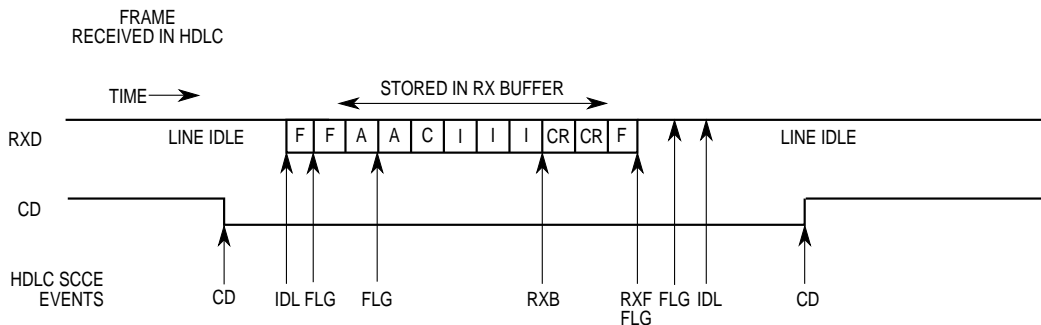 FRAME
RECEIVED IN HDLC
STORED IN RX BUFFER
TIME
RXD
LINE IDLE
F F A A C I I I CR CR F
LINE IDLE
CD
HDLC SCCE
EVENTS
CD
IDL FLG
FLG
RXB
RXF FLG IDL
FLG
CD